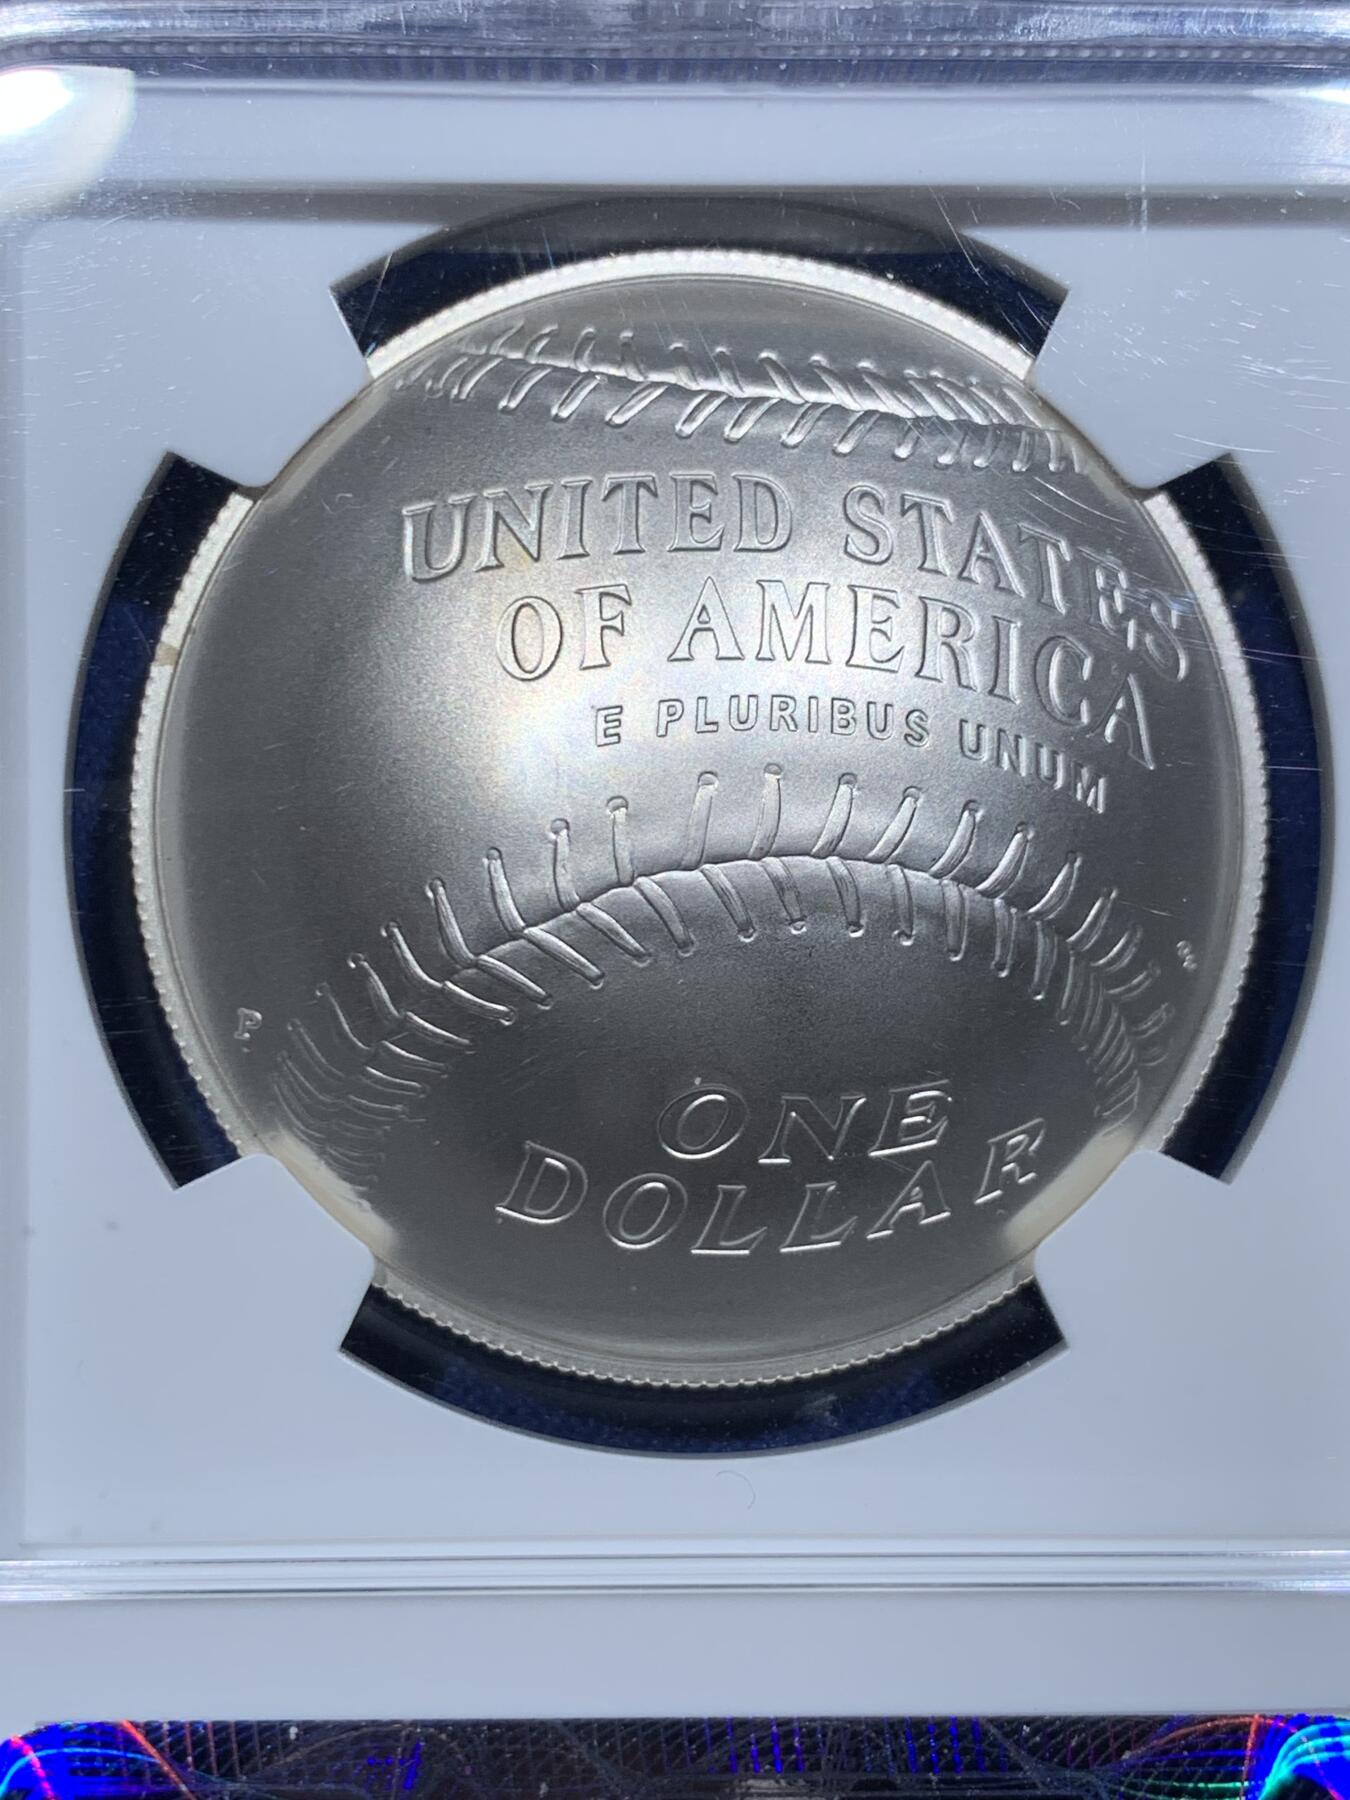 UNITED STATES
OF AMERICA
E PLURIBUS UNUM
P
ONE
DOLLAR